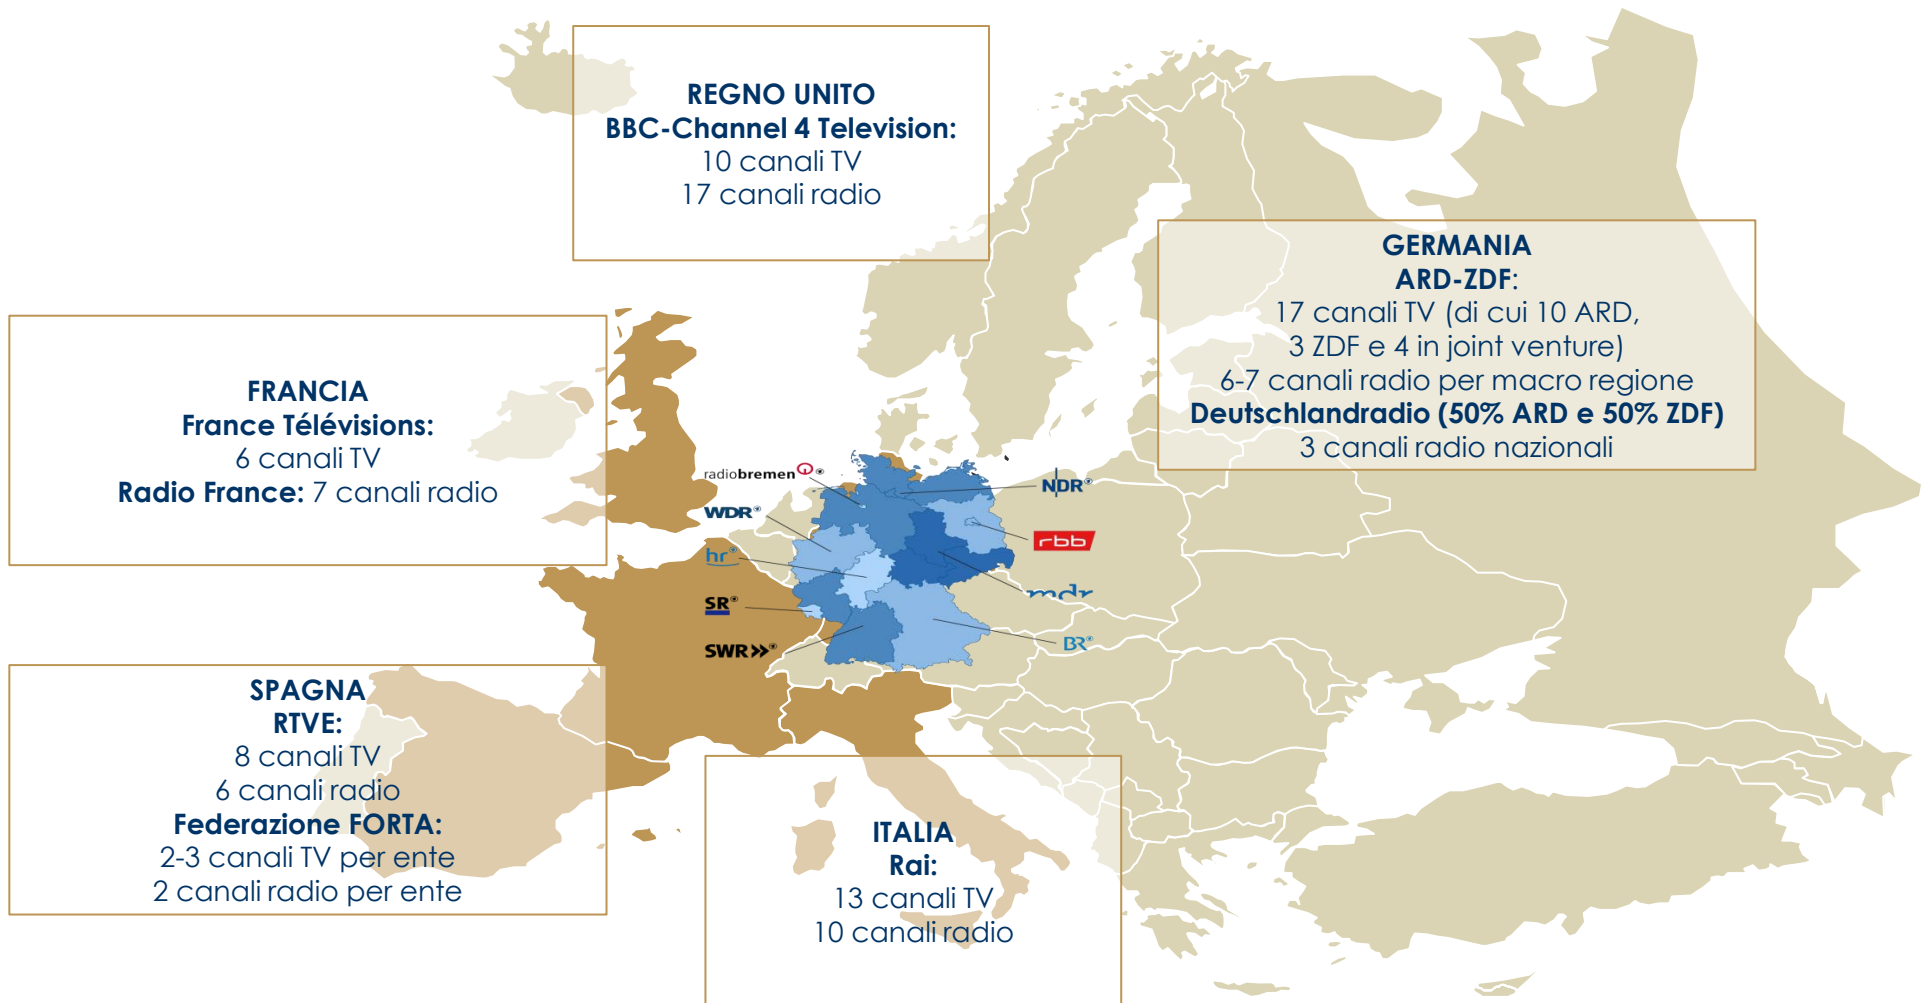 REGNO UNITO
BBC-Channel 4 Television:
10 canali TV
17 canali radio
GERMANIA
ARD-ZDF:
17 canali TV (di cui 10 ARD,
3 ZDF e 4 in joint venture)
6-7 canali radio per macro regione
Deutschlandradio (50% ARD e 50% ZDF)
3 canali radio nazionali
FRANCIA
France Télévisions:
6 canali TV
Radio France: 7 canali radio
radiobremen
NDR
WDR
rbb
hr
mdr
SR
BR
SWR
SPAGNA
RTVE:
8 canali TV
6 canali radio
Federazione FORTA:
2-3 canali TV per ente
2 canali radio per ente
ITALIA
Rai:
13 canali TV
10 canali radio